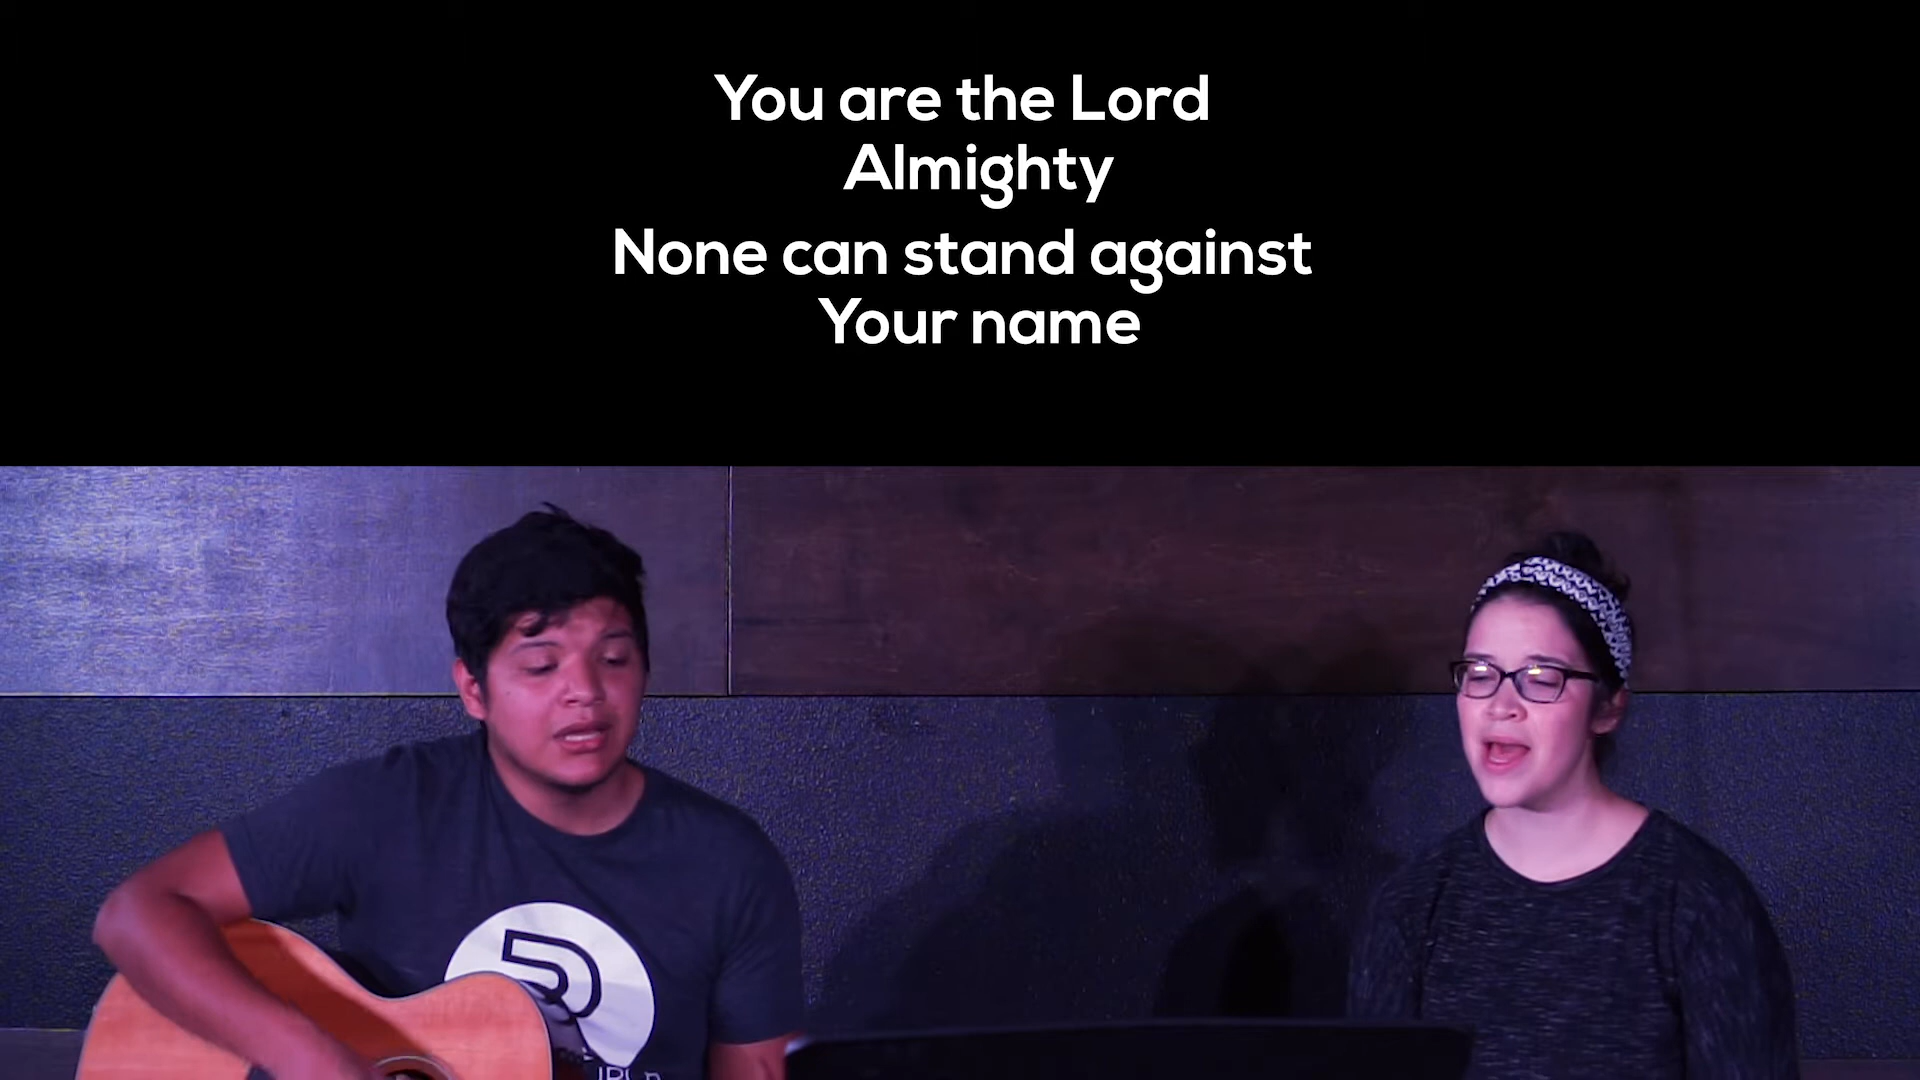 You are the Lord
Almighty
None can stand against
Your name